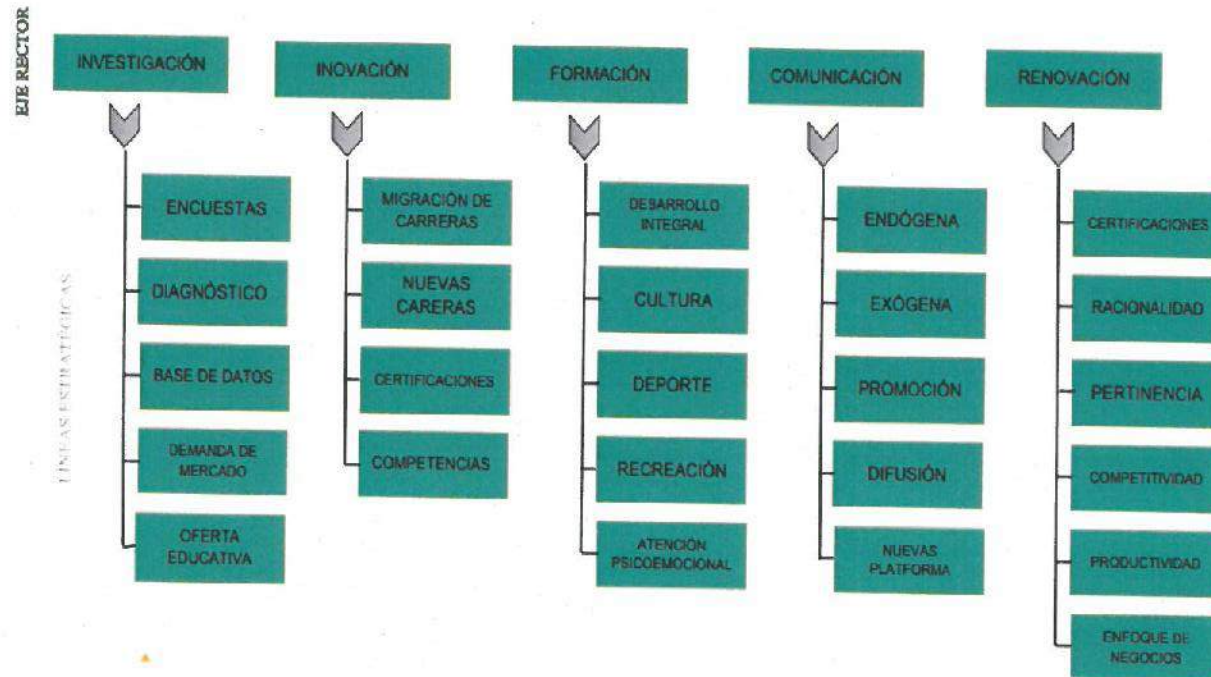 EJE RECTOR
INVESTIGACIÓN
INOVACIÓN
FORMACIÓN
COMUNICACIÓN
RENOVACIÓN
LÍNEAS ESTRATÉGICAS
ENCUESTAS
DIAGNÓSTICO
BASE DE DATOS
DEMANDA DE
MERCADO
OFERTA
EDUCATIVA
MIGRACIÓN DE
CARRERAS
NUEVAS
CARERAS
CERTIFICACIONES
COMPETENCIAS
DESARROLLO
INTEGRAL
CULTURA
DEPORTE
RECREACIÓN
ATENCIÓN
PSICOEMOCIONAL
ENDÓGENA
EXÓGENA
PROMOCIÓN
DIFUSIÓN
NUEVAS
PLATFORMA
CERTIFICACIONES
RACIONALIDAD
PERTINENCIA
COMPETITIVIDAD
PRODUCTIVIDAD
ENFOQUE DE
NEGOCIOS